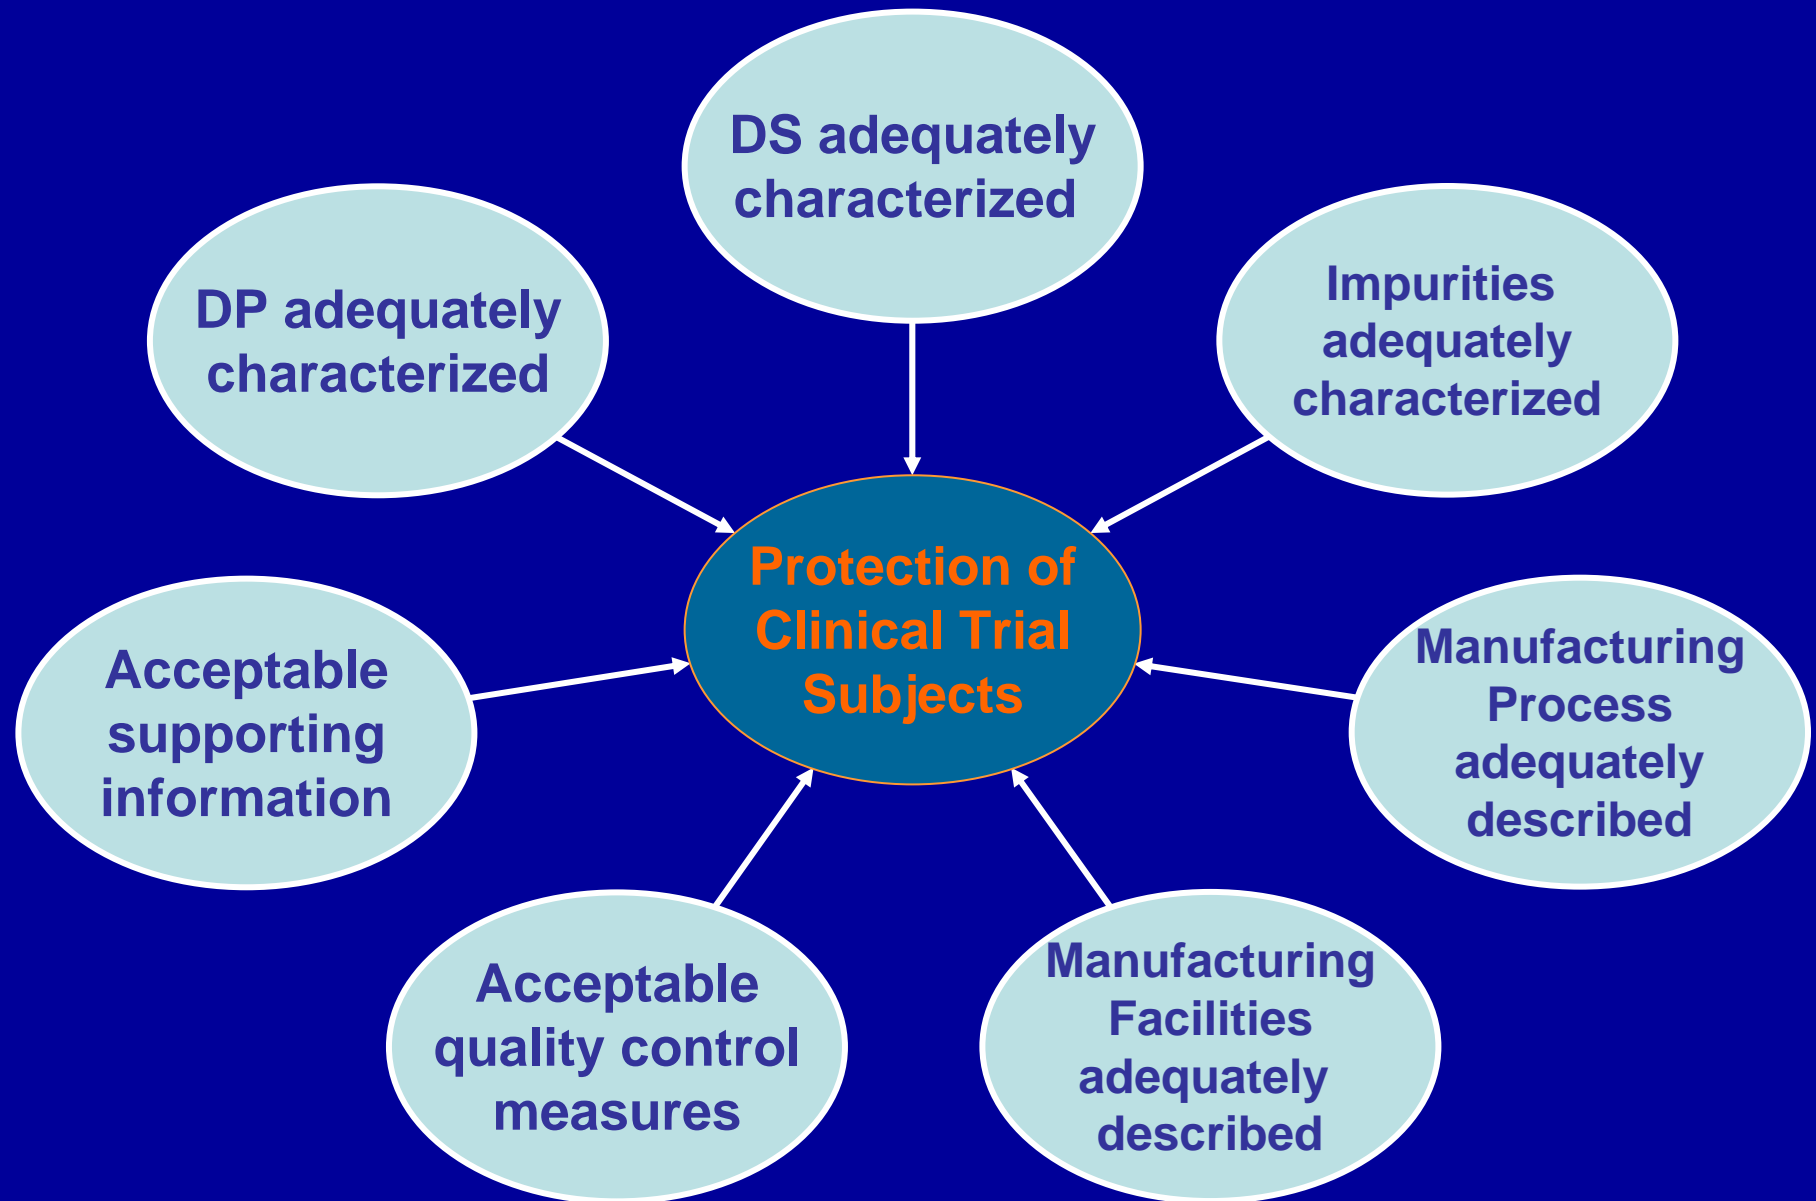 DS adequately
characterized
DP adequately
characterized
Impurities
adequately
characterized
Protection of
Clinical Trial
Subjects
Acceptable
supporting
information
Manufacturing
Process
adequately
described
Acceptable
quality control
measures
Manufacturing
Facilities
adequately
described